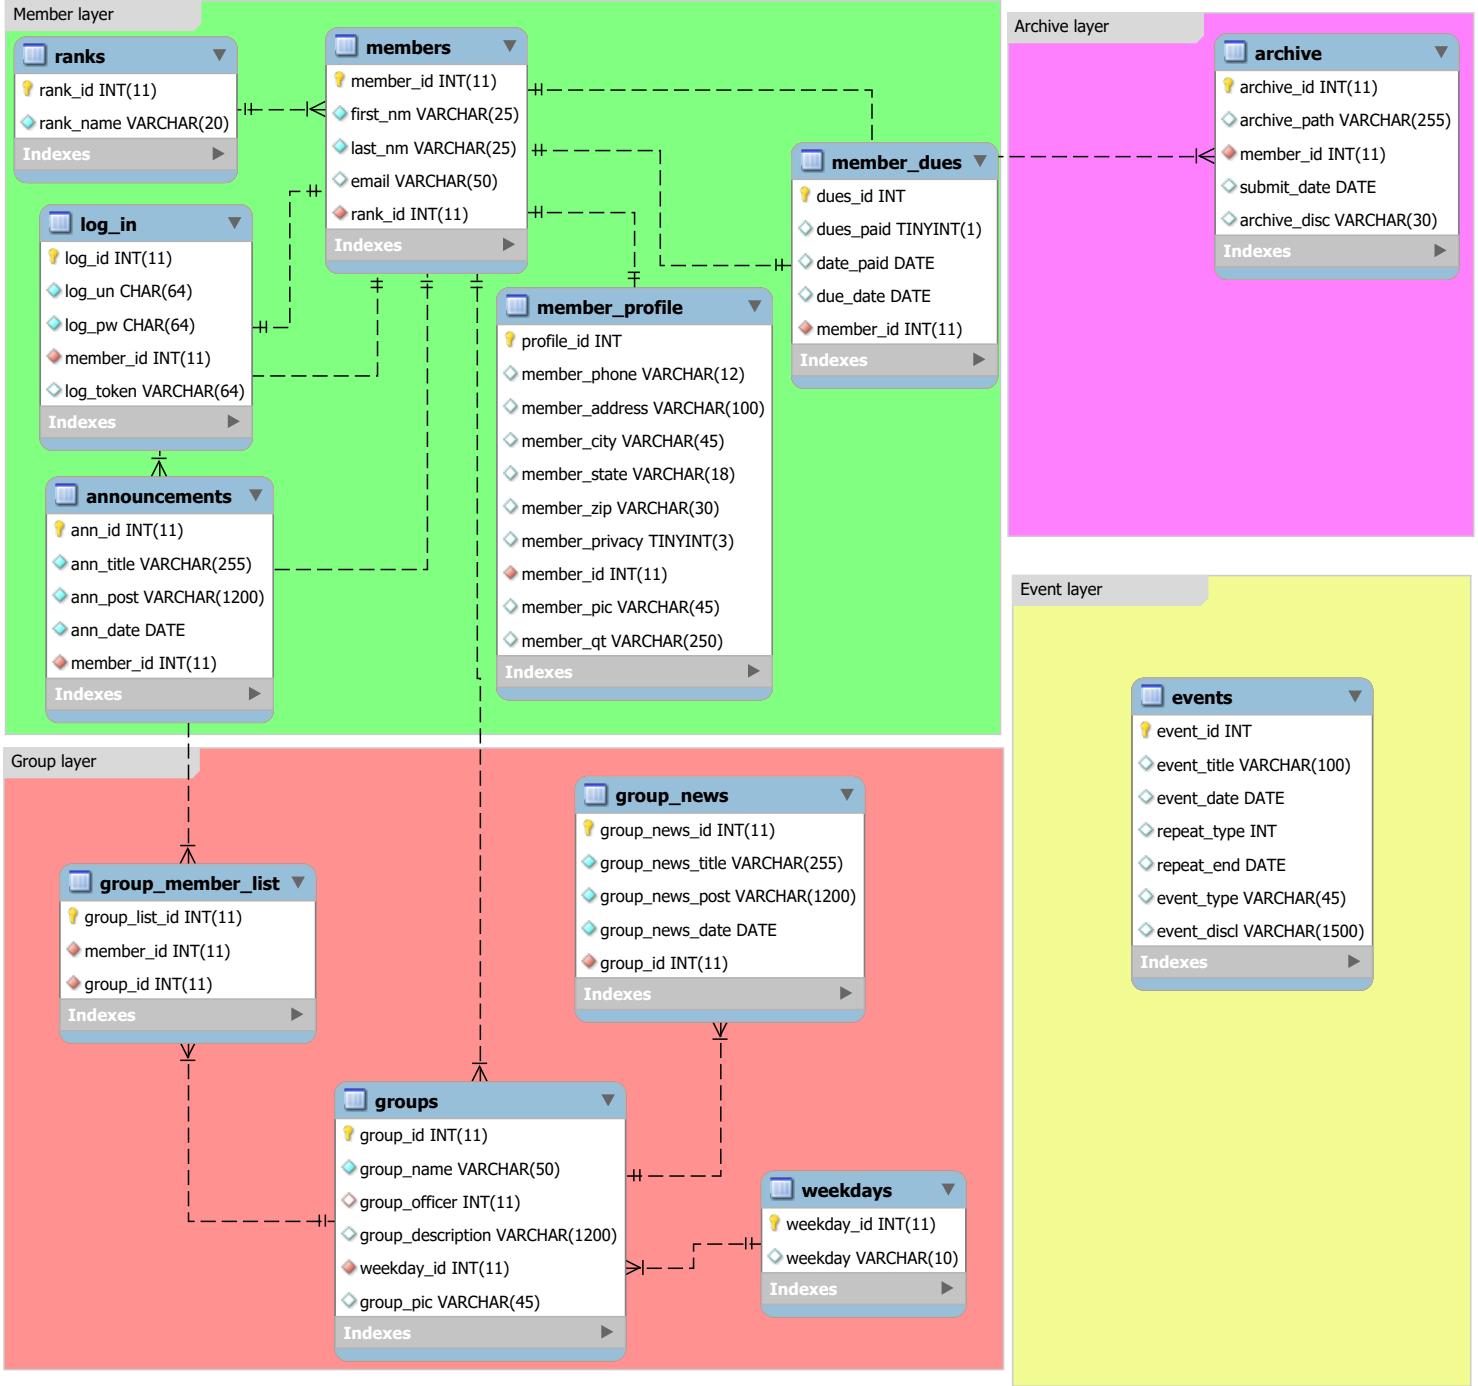 Member layer
ranks
rank_id INT(11)
rank_name VARCHAR(20)
Indexes
members
member_id INT(11)
first_nm VARCHAR(25)
last_nm VARCHAR(25)
email VARCHAR(50)
rank_id INT(11)
Indexes
log_in
log_id INT(11)
log_un CHAR(64)
log_pw CHAR(64)
member_id INT(11)
log_token VARCHAR(64)
Indexes
member_dues
dues_id INT
dues_paid TINYINT(1)
date_paid DATE
due_date DATE
member_id INT(11)
Indexes
member_profile
profile_id INT
member_phone VARCHAR(12)
member_address VARCHAR(100)
member_city VARCHAR(45)
member_state VARCHAR(18)
member_zip VARCHAR(30)
member_privacy TINYINT(3)
member_id INT(11)
member_pic VARCHAR(45)
member_qt VARCHAR(250)
Indexes
announcements
ann_id INT(11)
ann_title VARCHAR(255)
ann_post VARCHAR(1200)
ann_date DATE
member_id INT(11)
Indexes
Archive layer
archive
archive_id INT(11)
archive_path VARCHAR(255)
member_id INT(11)
submit_date DATE
archive_disc VARCHAR(30)
Indexes
Event layer
events
event_id INT
event_title VARCHAR(100)
event_date DATE
repeat_type INT
repeat_end DATE
event_type VARCHAR(45)
event_discl VARCHAR(1500)
Indexes
Group layer
group_news
group_news_id INT(11)
group_news_title VARCHAR(255)
group_news_post VARCHAR(1200)
group_news_date DATE
group_id INT(11)
Indexes
group_member_list
group_list_id INT(11)
member_id INT(11)
group_id INT(11)
Indexes
groups
group_id INT(11)
group_name VARCHAR(50)
group_officer INT(11)
group_description VARCHAR(1200)
weekday_id INT(11)
group_pic VARCHAR(45)
Indexes
weekdays
weekday_id INT(11)
weekday VARCHAR(10)
Indexes